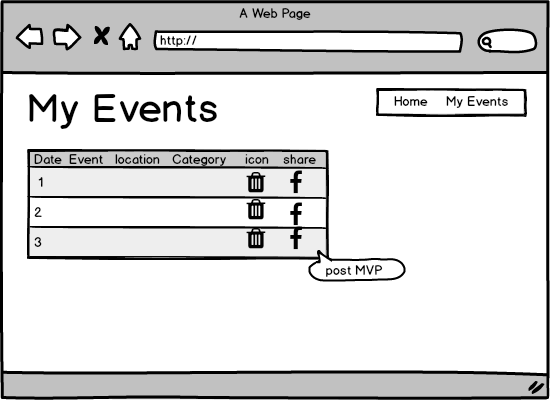 A Web Page
http://
My Events
Home My Events
Date Event location Category icon share
1
2
3
post MVP